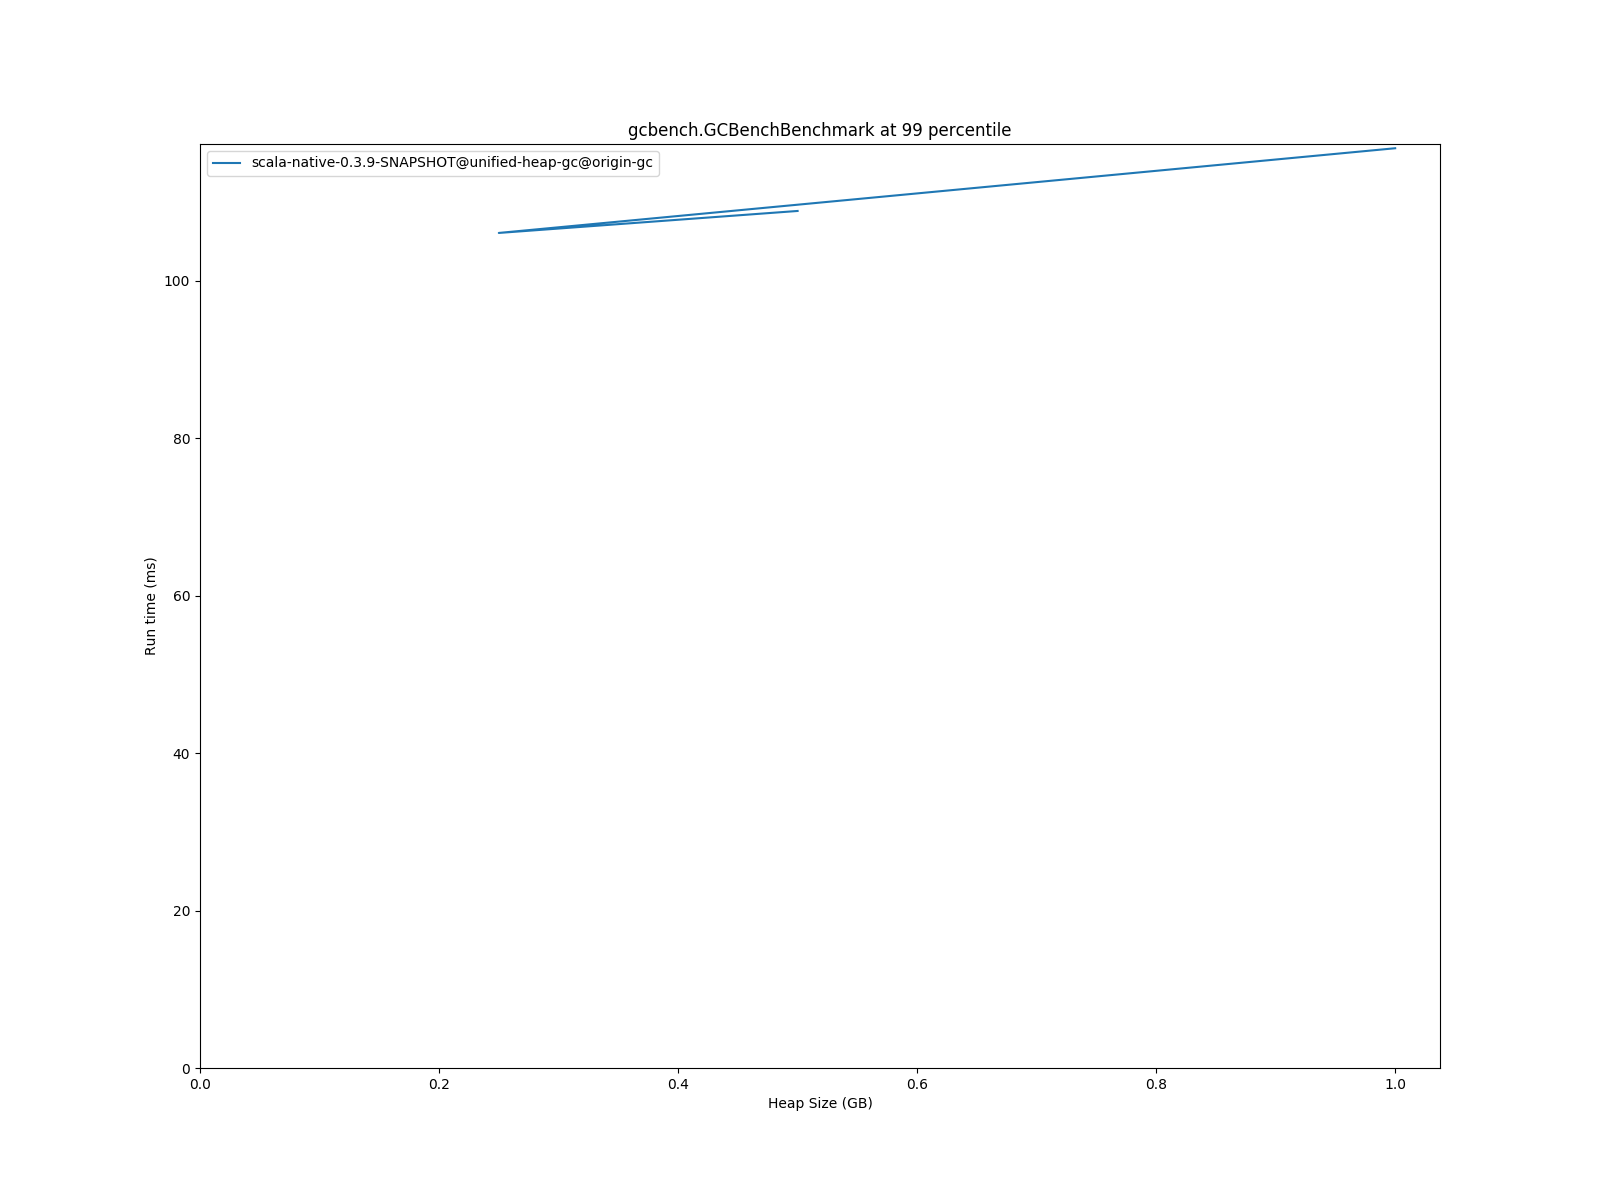 gcbench.GCBenchBenchmark at 99 percentile
scala-native-0.3.9-SNAPSHOT@unified-heap-gc@origin-gc
100
80
60
40
20
0
Run time (ms)
0.0 0.2 0.4 0.6 0.8 1.0
Heap Size (GB)